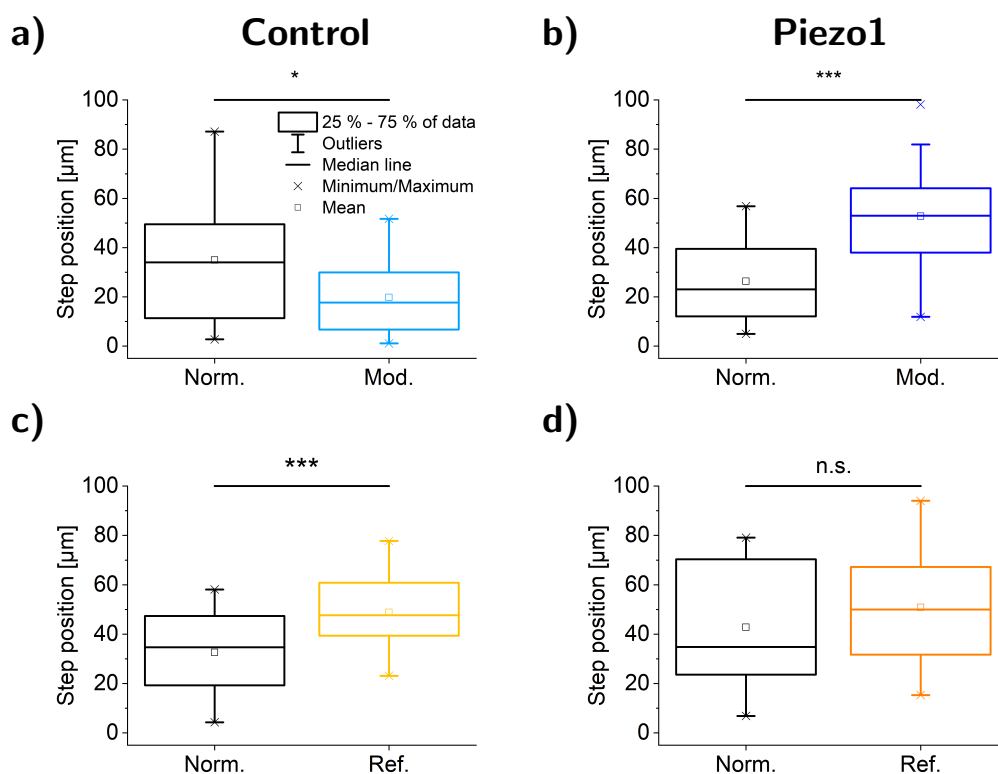 a) Control
*
100
80
60
40
20
0
Step position [µm]
25 % - 75 % of data
Outliers
Median line
Minimum/Maximum
Mean
Norm. Mod.
b) Piezo1
***
100
80
60
40
20
0
Step position [µm]
Norm. Mod.
c)
***
100
80
60
40
20
0
Step position [µm]
Norm. Ref.
d)
n.s.
100
80
60
40
20
0
Step position [µm]
Norm. Ref.